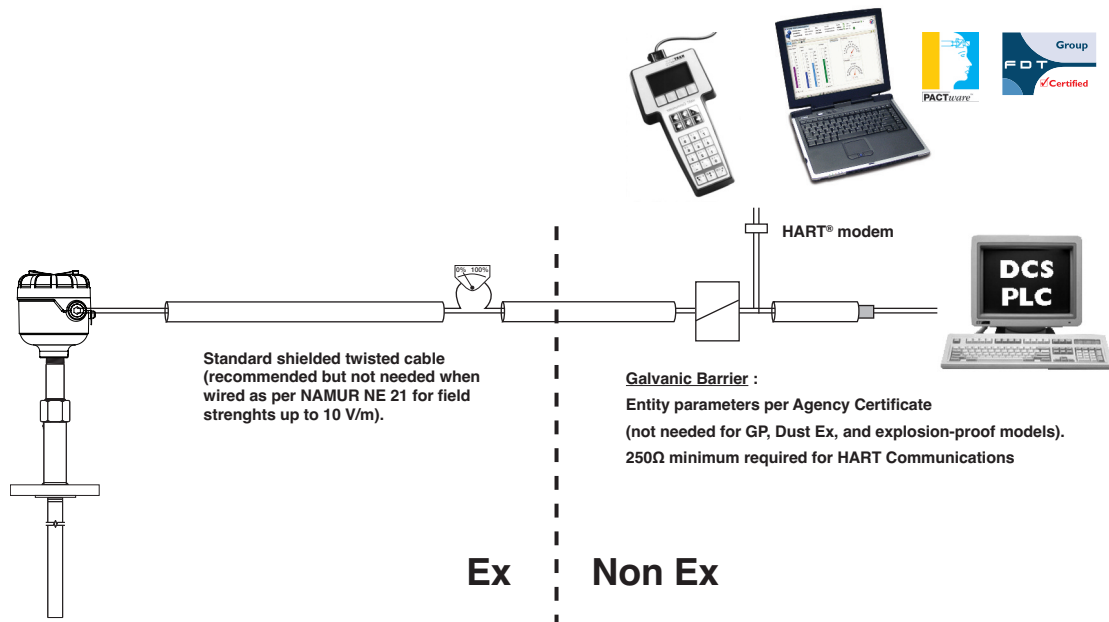 PACTware™
FDT
Group
Certified
HART® modem
0% 100%
DCS
PLC
Standard shielded twisted cable
(recommended but not needed when
wired as per NAMUR NE 21 for field
strenghts up to 10 V/m).
Galvanic Barrier :
Entity parameters per Agency Certificate
(not needed for GP, Dust Ex, and explosion-proof models).
250Ω minimum required for HART Communications
Ex
Non Ex